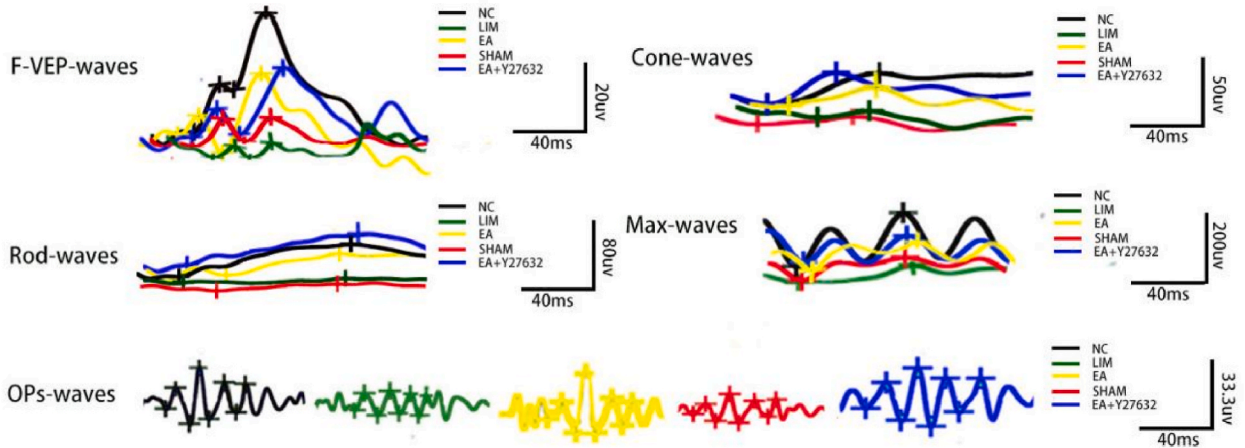 F-VEP-waves
NC
LIM
EA
SHAM
EA+Y27632
20uv
40ms
Cone-waves
NC
LIM
EA
SHAM
EA+Y27632
50uv
40ms
Rod-waves
NC
LIM
EA
SHAM
EA+Y27632
80uv
40ms
Max-waves
NC
LIM
EA
SHAM
EA+Y27632
200uv
40ms
OPs-waves
NC
LIM
EA
SHAM
EA+Y27632
33.3uv
40ms